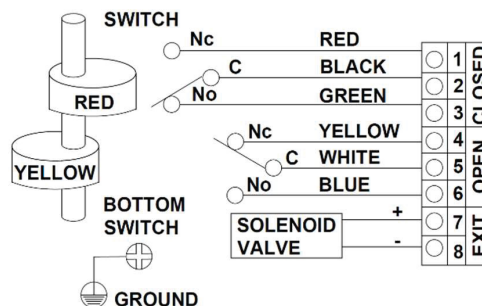 SWITCH
Nc RED 1
C BLACK 2
No GREEN 3
CLOSED
RED
Nc YELLOW 4
C WHITE 5
No BLUE 6
OPEN
YELLOW
BOTTOM
SWITCH
SOLENOID
VALVE
+ 7
- 8
EXIT
GROUND